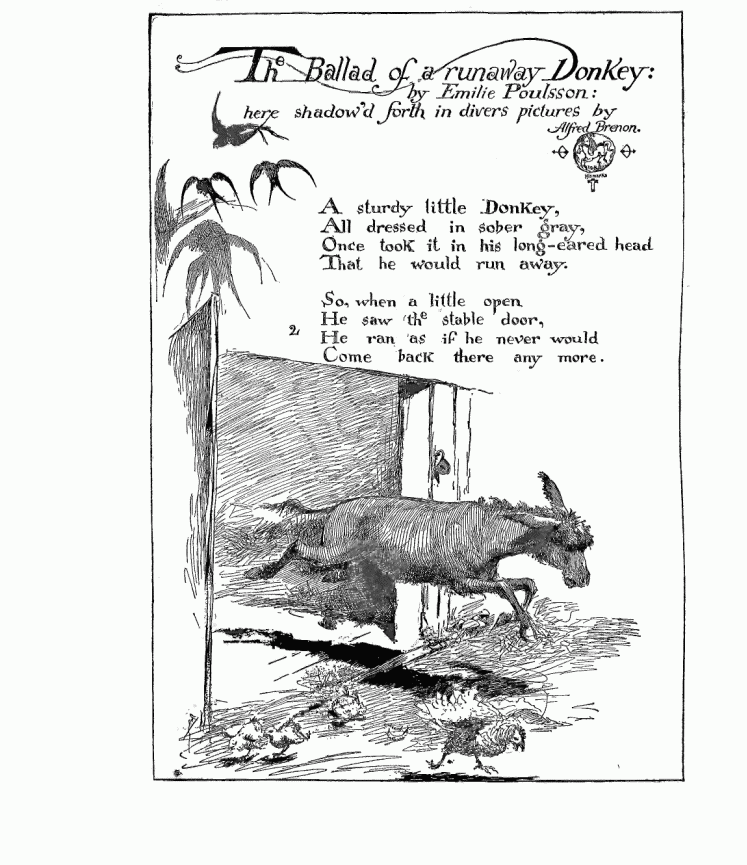 The Ballad of a runaway Donkey:
by Emilie Poulsson:
here shadow'd forth in divers pictures by
Alfred Brenon.
A sturdy little Donkey,
All dressed in sober gray,
Once took it in his long-eared head
That he would run away.
So, when a little open
He saw the stable door,
2
He ran as if he never would
Come back there any more.